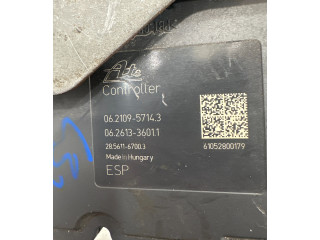 Ate
Controller
06.2109-5714.3
06.2613-3601.1
28.5611-6700.3
Made in Hungary
61052800179
ESP